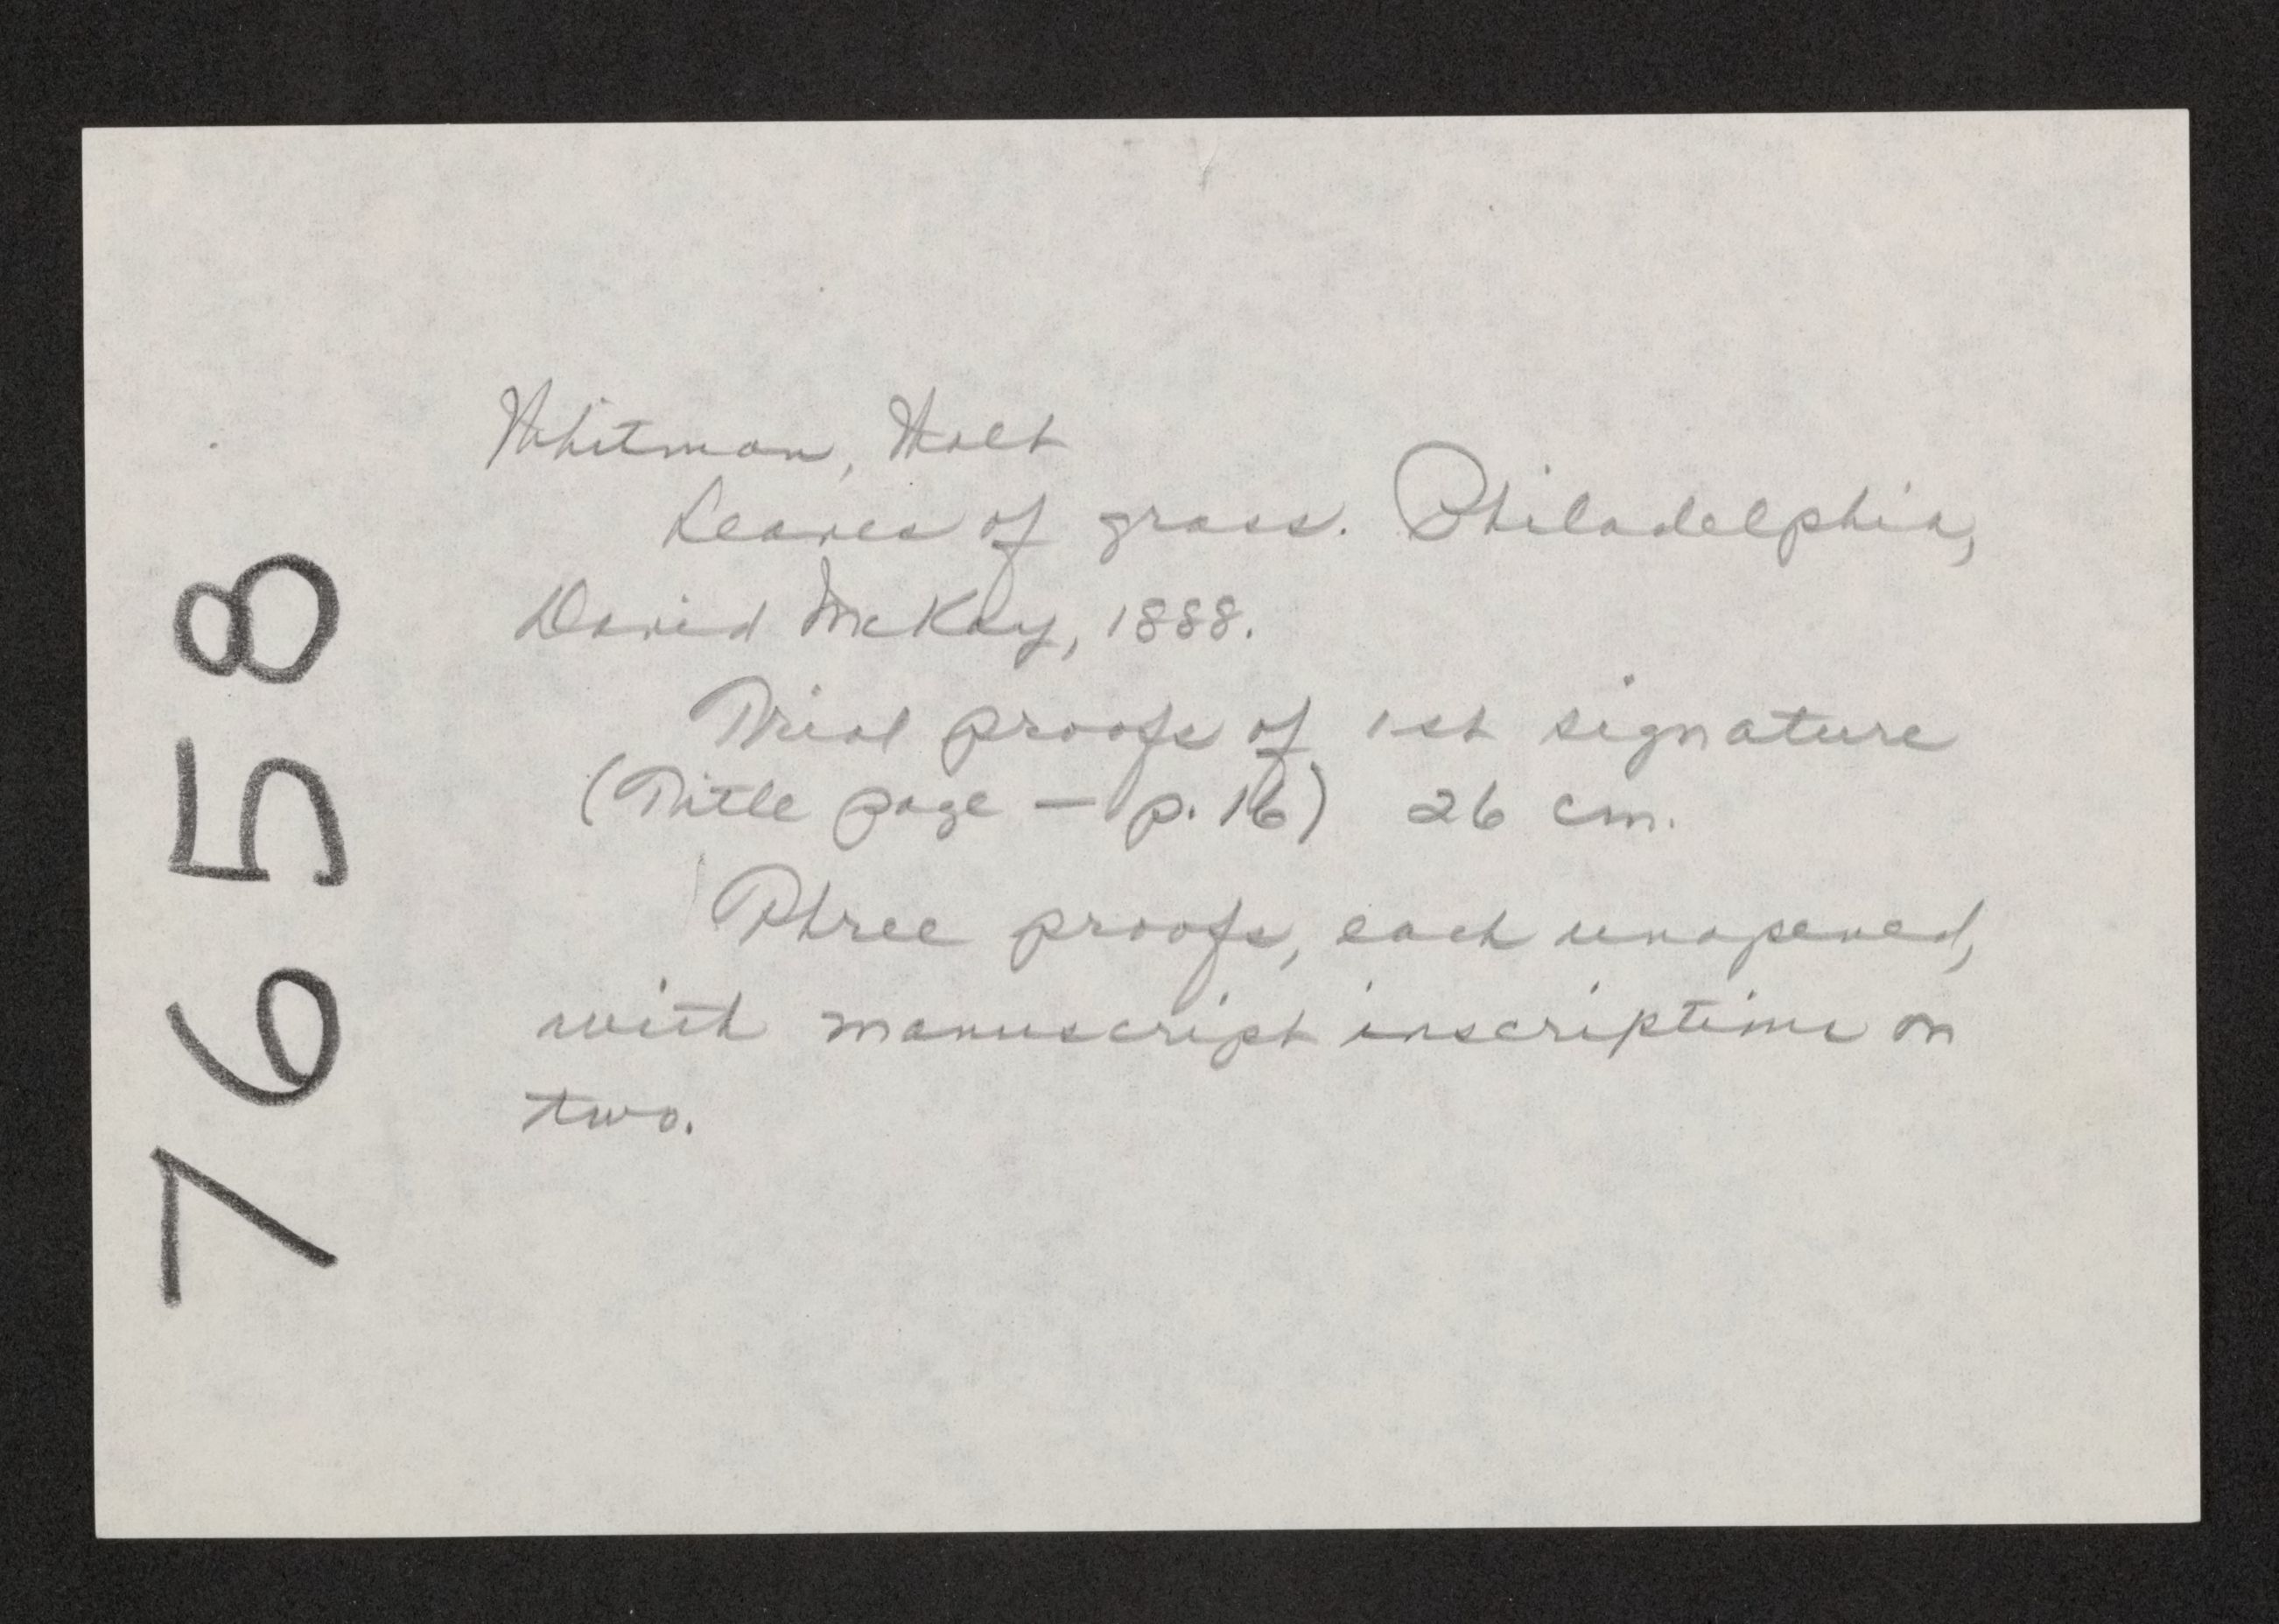 7658
Whitman, Walt
Leaves of grass. Philadelphia,
David McKay, 1888.
Trial proofs of 1st signature
(Title page — p. 16) 26 cm.
Three proofs, each unopened,
with manuscript inscriptions on
two.